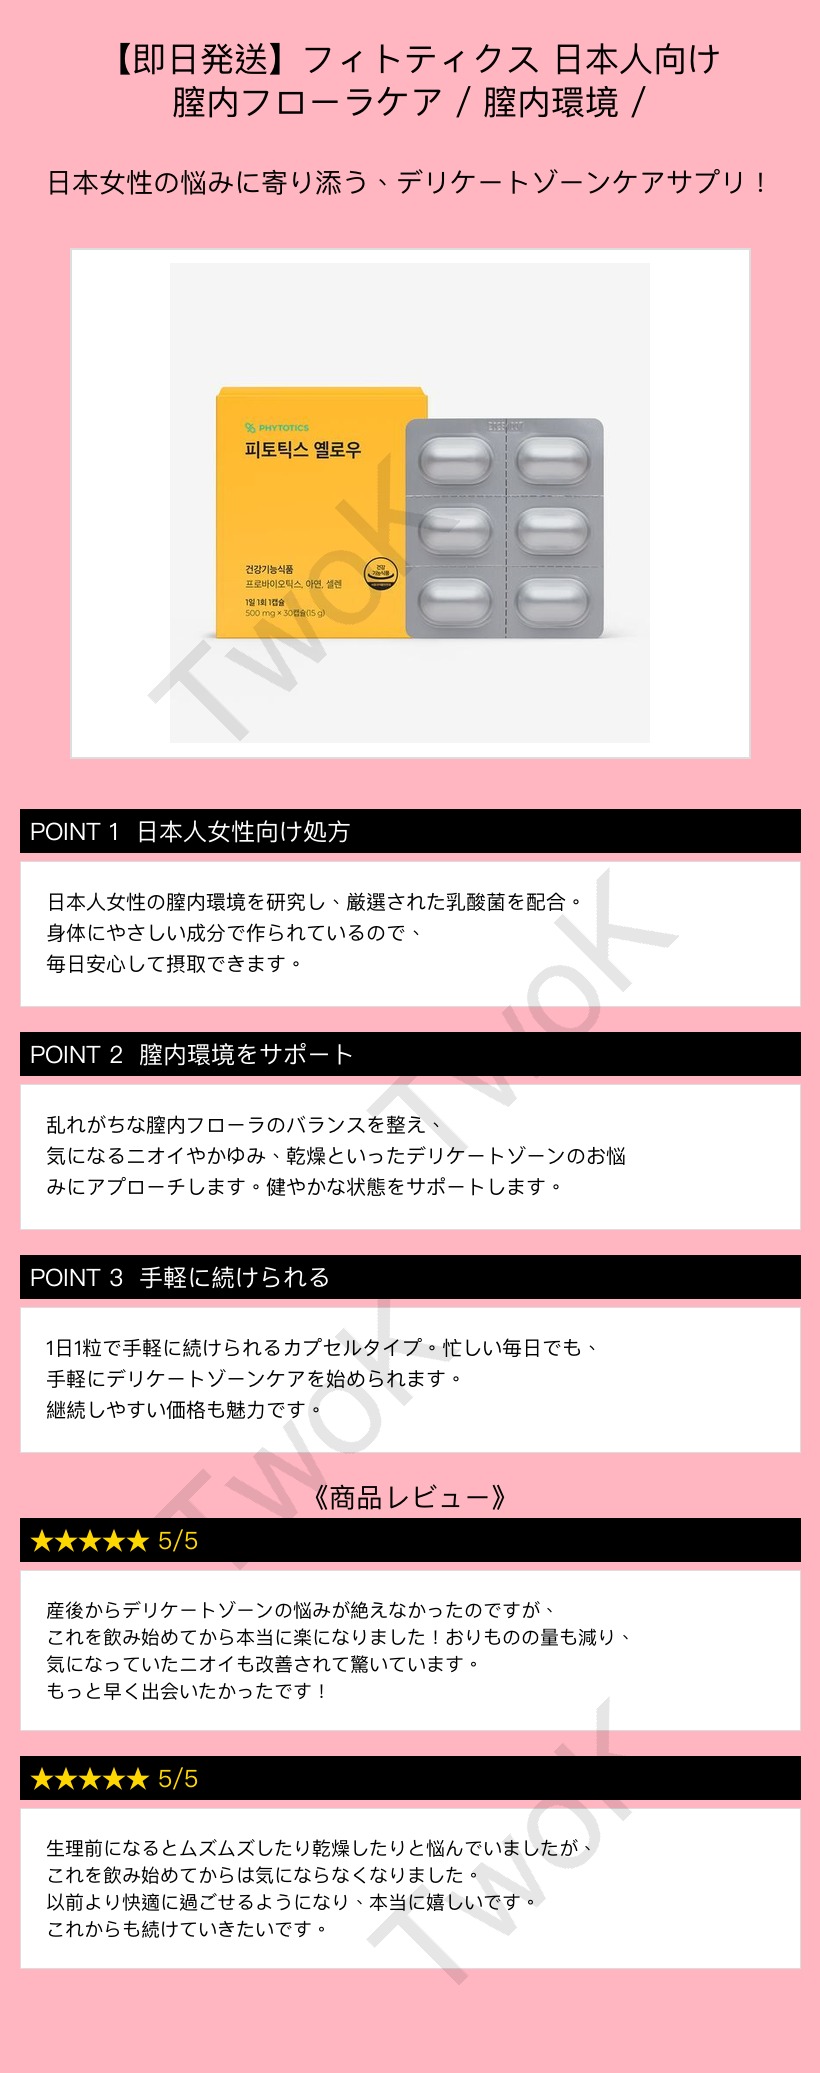 【即日発送】フィトティクス 日本人向け
膣内フローラケア / 膣内環境 /
日本女性の悩みに寄り添う、デリケートゾーンケアサプリ！
PHYTOTICS
피토틱스 옐로우
건강기능식품
프로바이오틱스, 아연, 셀렌
1일 1회 1캡슐
500 mg × 30캡슐(15 g)
건강
기능식품
TwoK
POINT 1 日本人女性向け処方
日本人女性の膣内環境を研究し、厳選された乳酸菌を配合。
身体にやさしい成分で作られているので、
毎日安心して摂取できます。
TwoK
POINT 2 膣内環境をサポート
乱れがちな膣内フローラのバランスを整え、
気になるニオイやかゆみ、乾燥といったデリケートゾーンのお悩
みにアプローチします。健やかな状態をサポートします。
POINT 3 手軽に続けられる
1日1粒で手軽に続けられるカプセルタイプ。忙しい毎日でも、
手軽にデリケートゾーンケアを始められます。
継続しやすい価格も魅力です。
TwoK
《商品レビュー》
★★★★★ 5/5
産後からデリケートゾーンの悩みが絶えなかったのですが、
これを飲み始めてから本当に楽になりました！おりものの量も減り、
気になっていたニオイも改善されて驚いています。
もっと早く出会いたかったです！
★★★★★ 5/5
生理前になるとムズムズしたり乾燥したりと悩んでいましたが、
これを飲み始めてからは気にならなくなりました。
以前より快適に過ごせるようになり、本当に嬉しいです。
これからも続けていきたいです。
TwoK